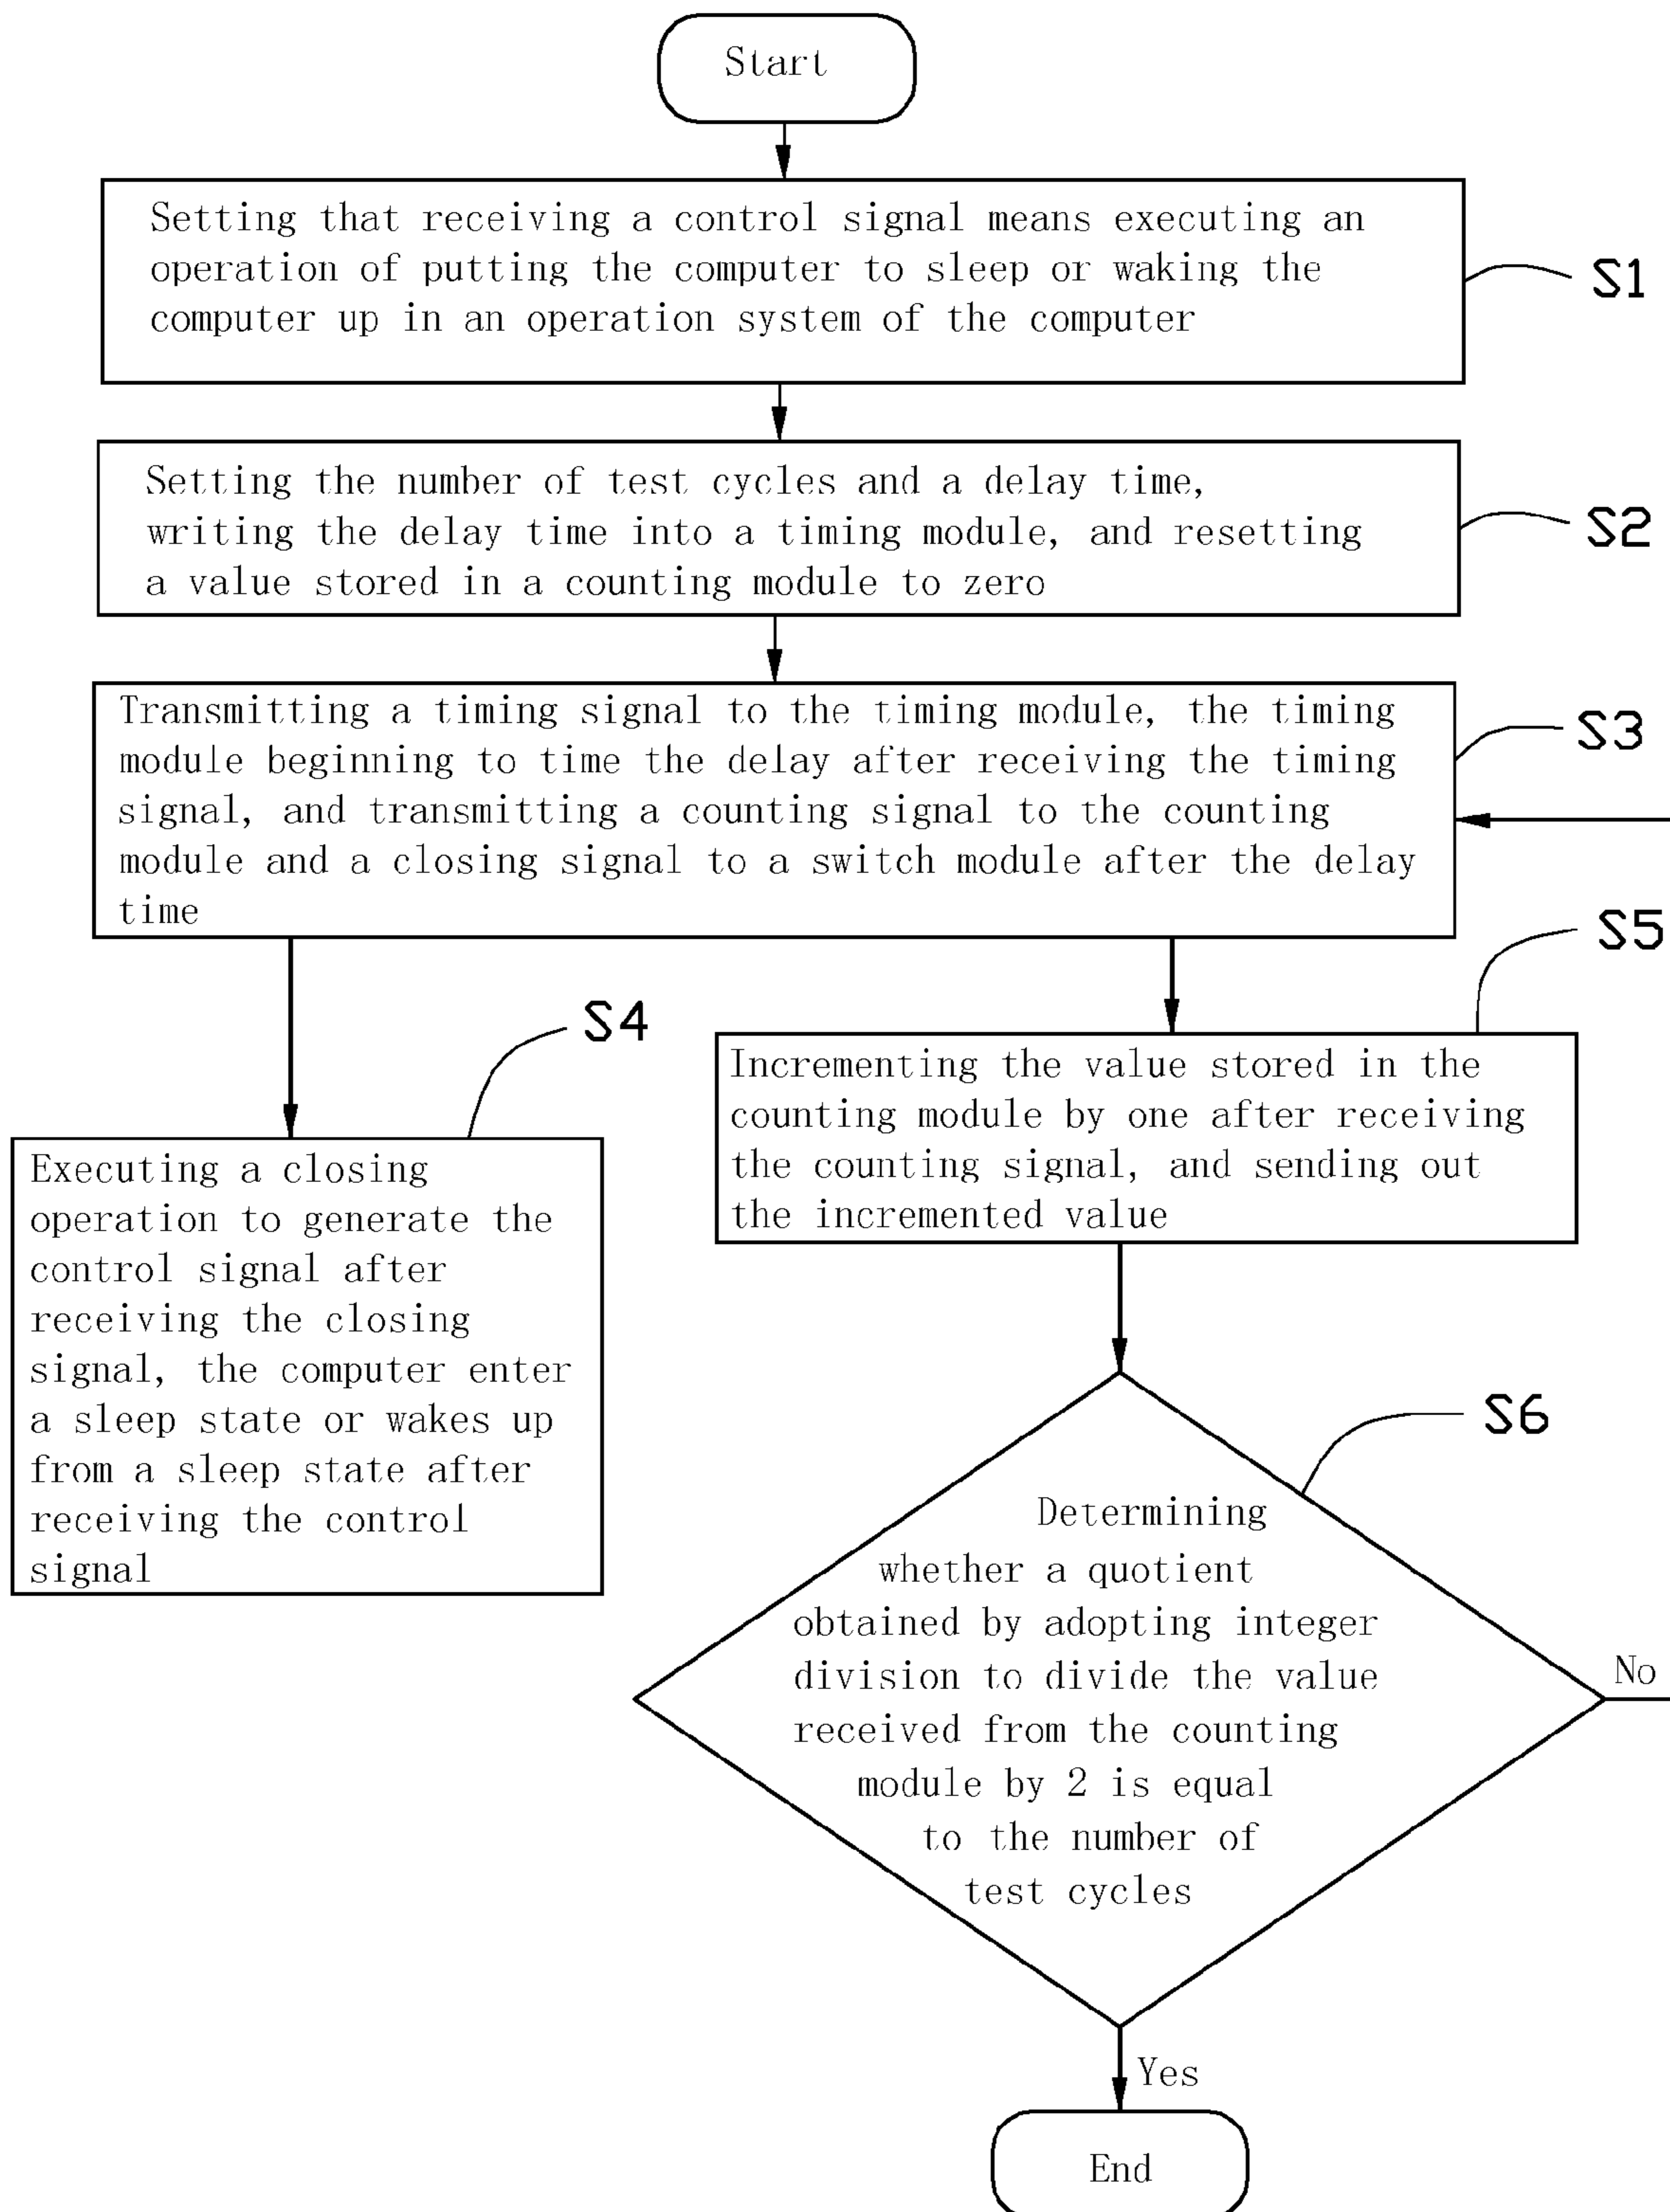 Start
Setting that receiving a control signal means executing an
operation of putting the computer to sleep or waking the
computer up in an operation system of the computer
S1
Setting the number of test cycles and a delay time,
writing the delay time into a timing module, and resetting
a value stored in a counting module to zero
S2
Transmitting a timing signal to the timing module, the timing
module beginning to time the delay after receiving the timing
signal, and transmitting a counting signal to the counting
module and a closing signal to a switch module after the delay
time
S3
S4
Executing a closing
operation to generate the
control signal after
receiving the closing
signal, the computer enter
a sleep state or wakes up
from a sleep state after
receiving the control
signal
S5
Incrementing the value stored in the
counting module by one after receiving
the counting signal, and sending out
the incremented value
S6
Determining
whether a quotient
obtained by adopting integer
division to divide the value
received from the counting
module by 2 is equal
to the number of
test cycles
No
Yes
End